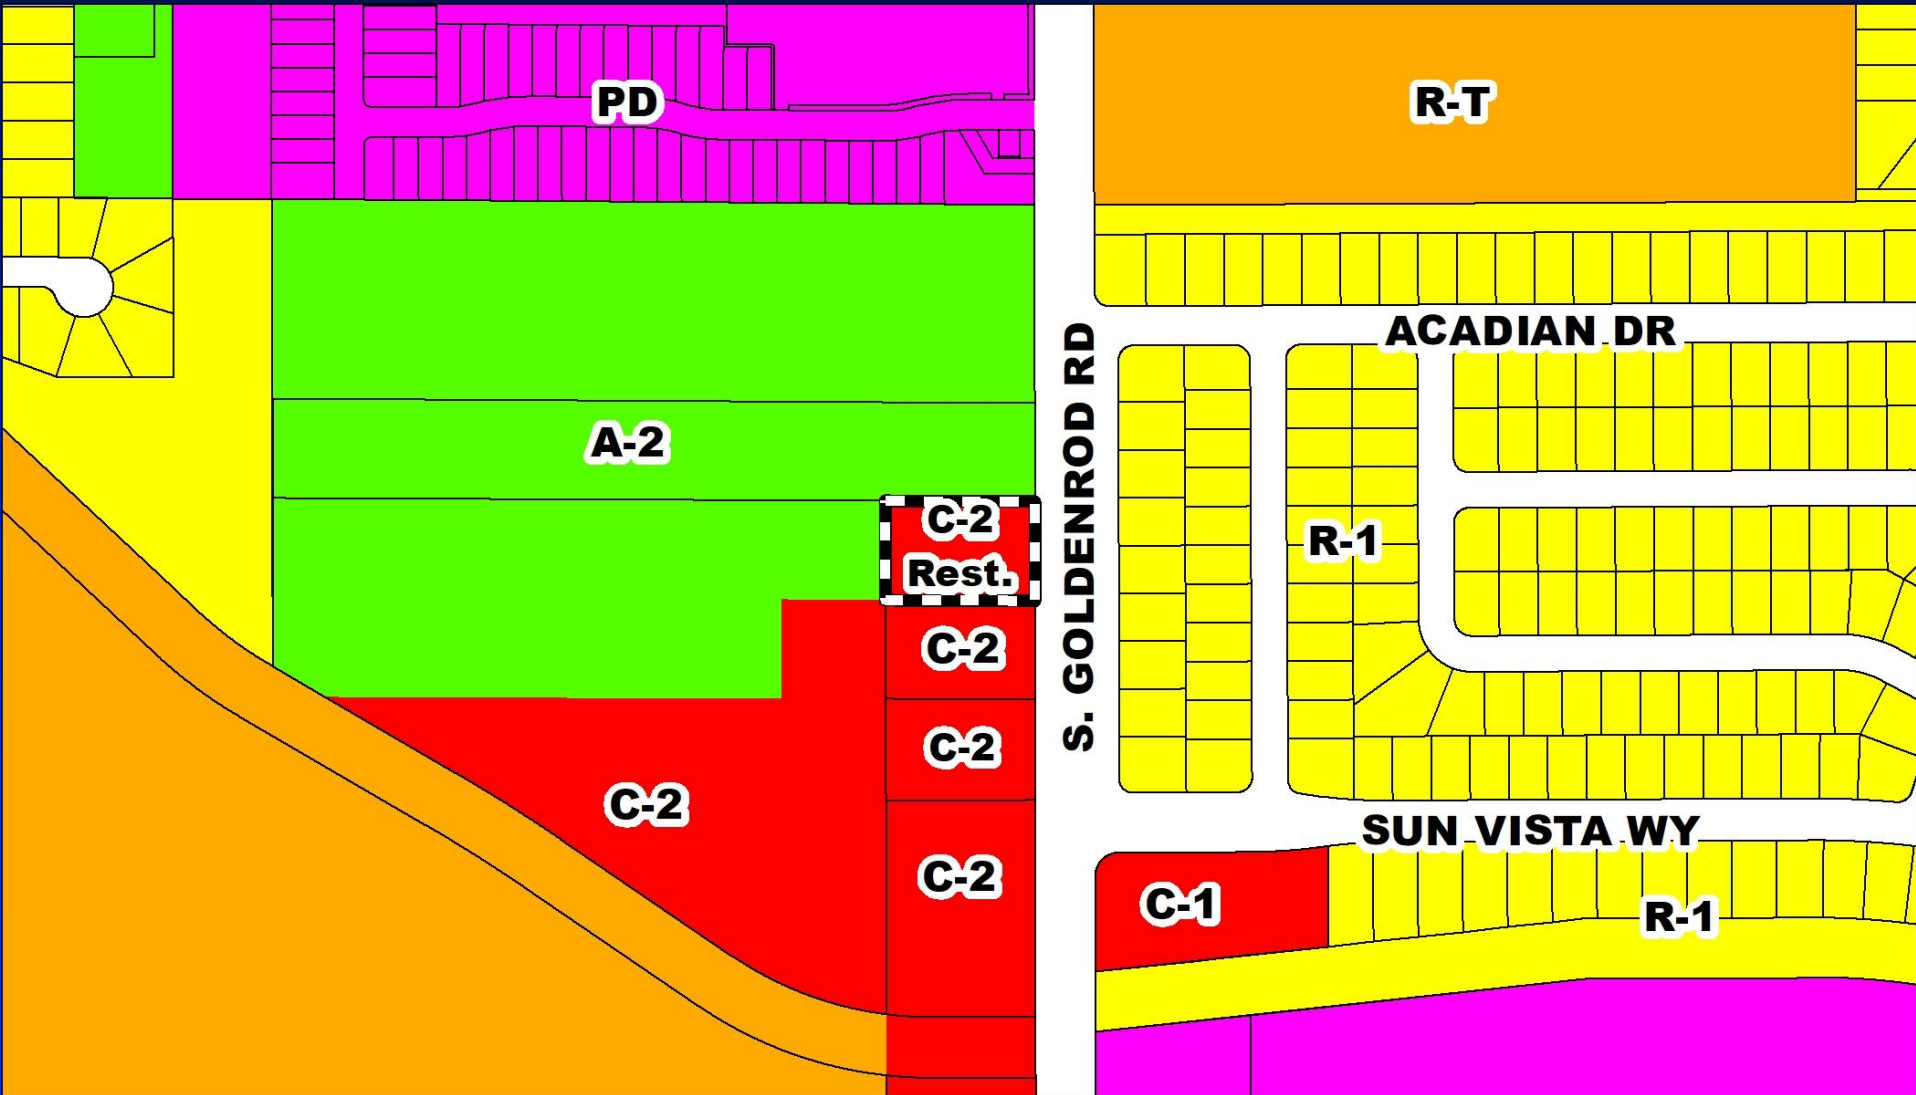 PD
R-T
ACADIAN DR
A-2
S. GOLDENROD RD
C-2
Rest.
R-1
C-2
C-2
C-2
SUN VISTA WY
C-2
C-1
R-1